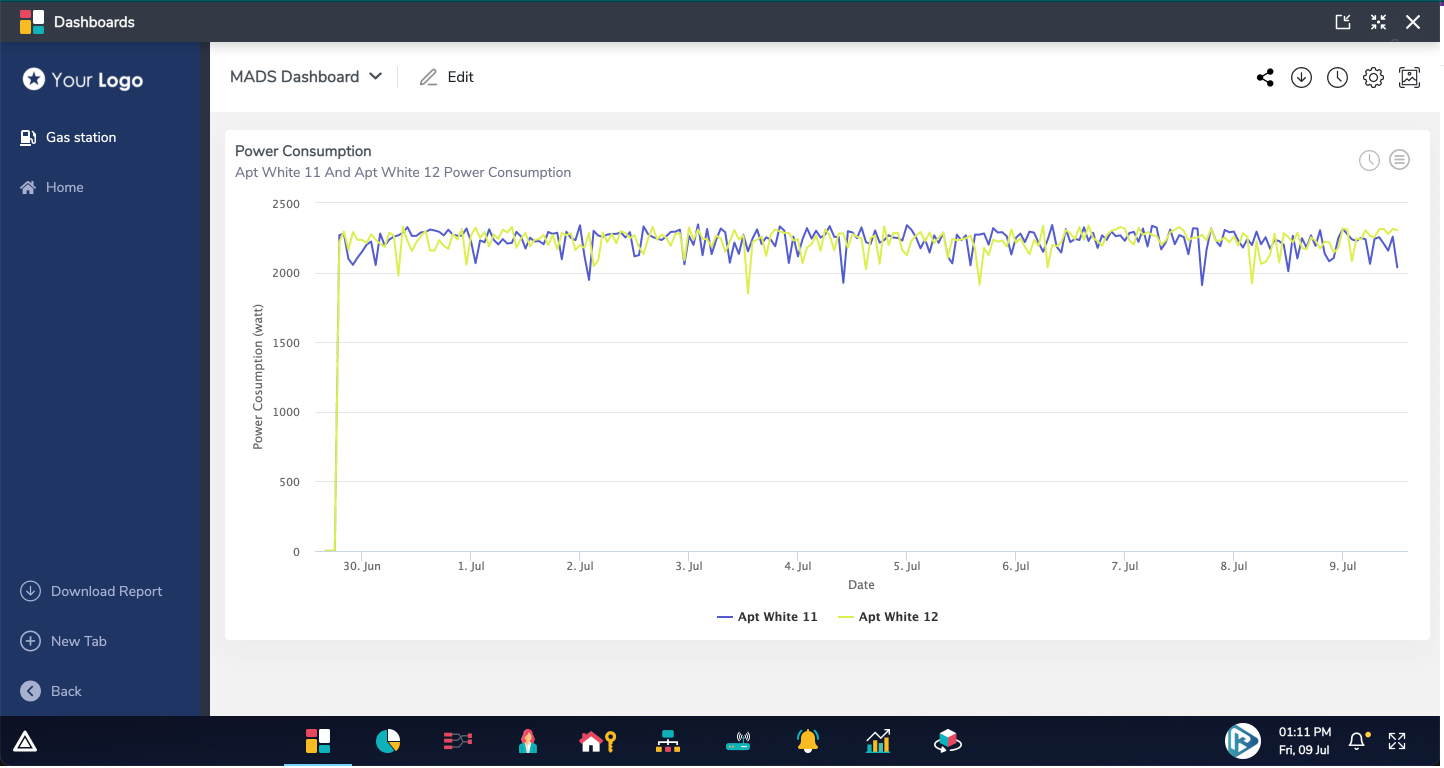 Dashboards
Your Logo
Gas station
Home
Download Report
New Tab
Back
MADS Dashboard
Edit
Power Consumption
Apt White 11 And Apt White 12 Power Consumption
Power Cosumption (watt)
2500
2000
1500
1000
500
0
30. Jun 1. Jul 2. Jul 3. Jul 4. Jul 5. Jul 6. Jul 7. Jul 8. Jul 9. Jul
Date
Apt White 11 Apt White 12
01:11 PM
Fri, 09 Jul